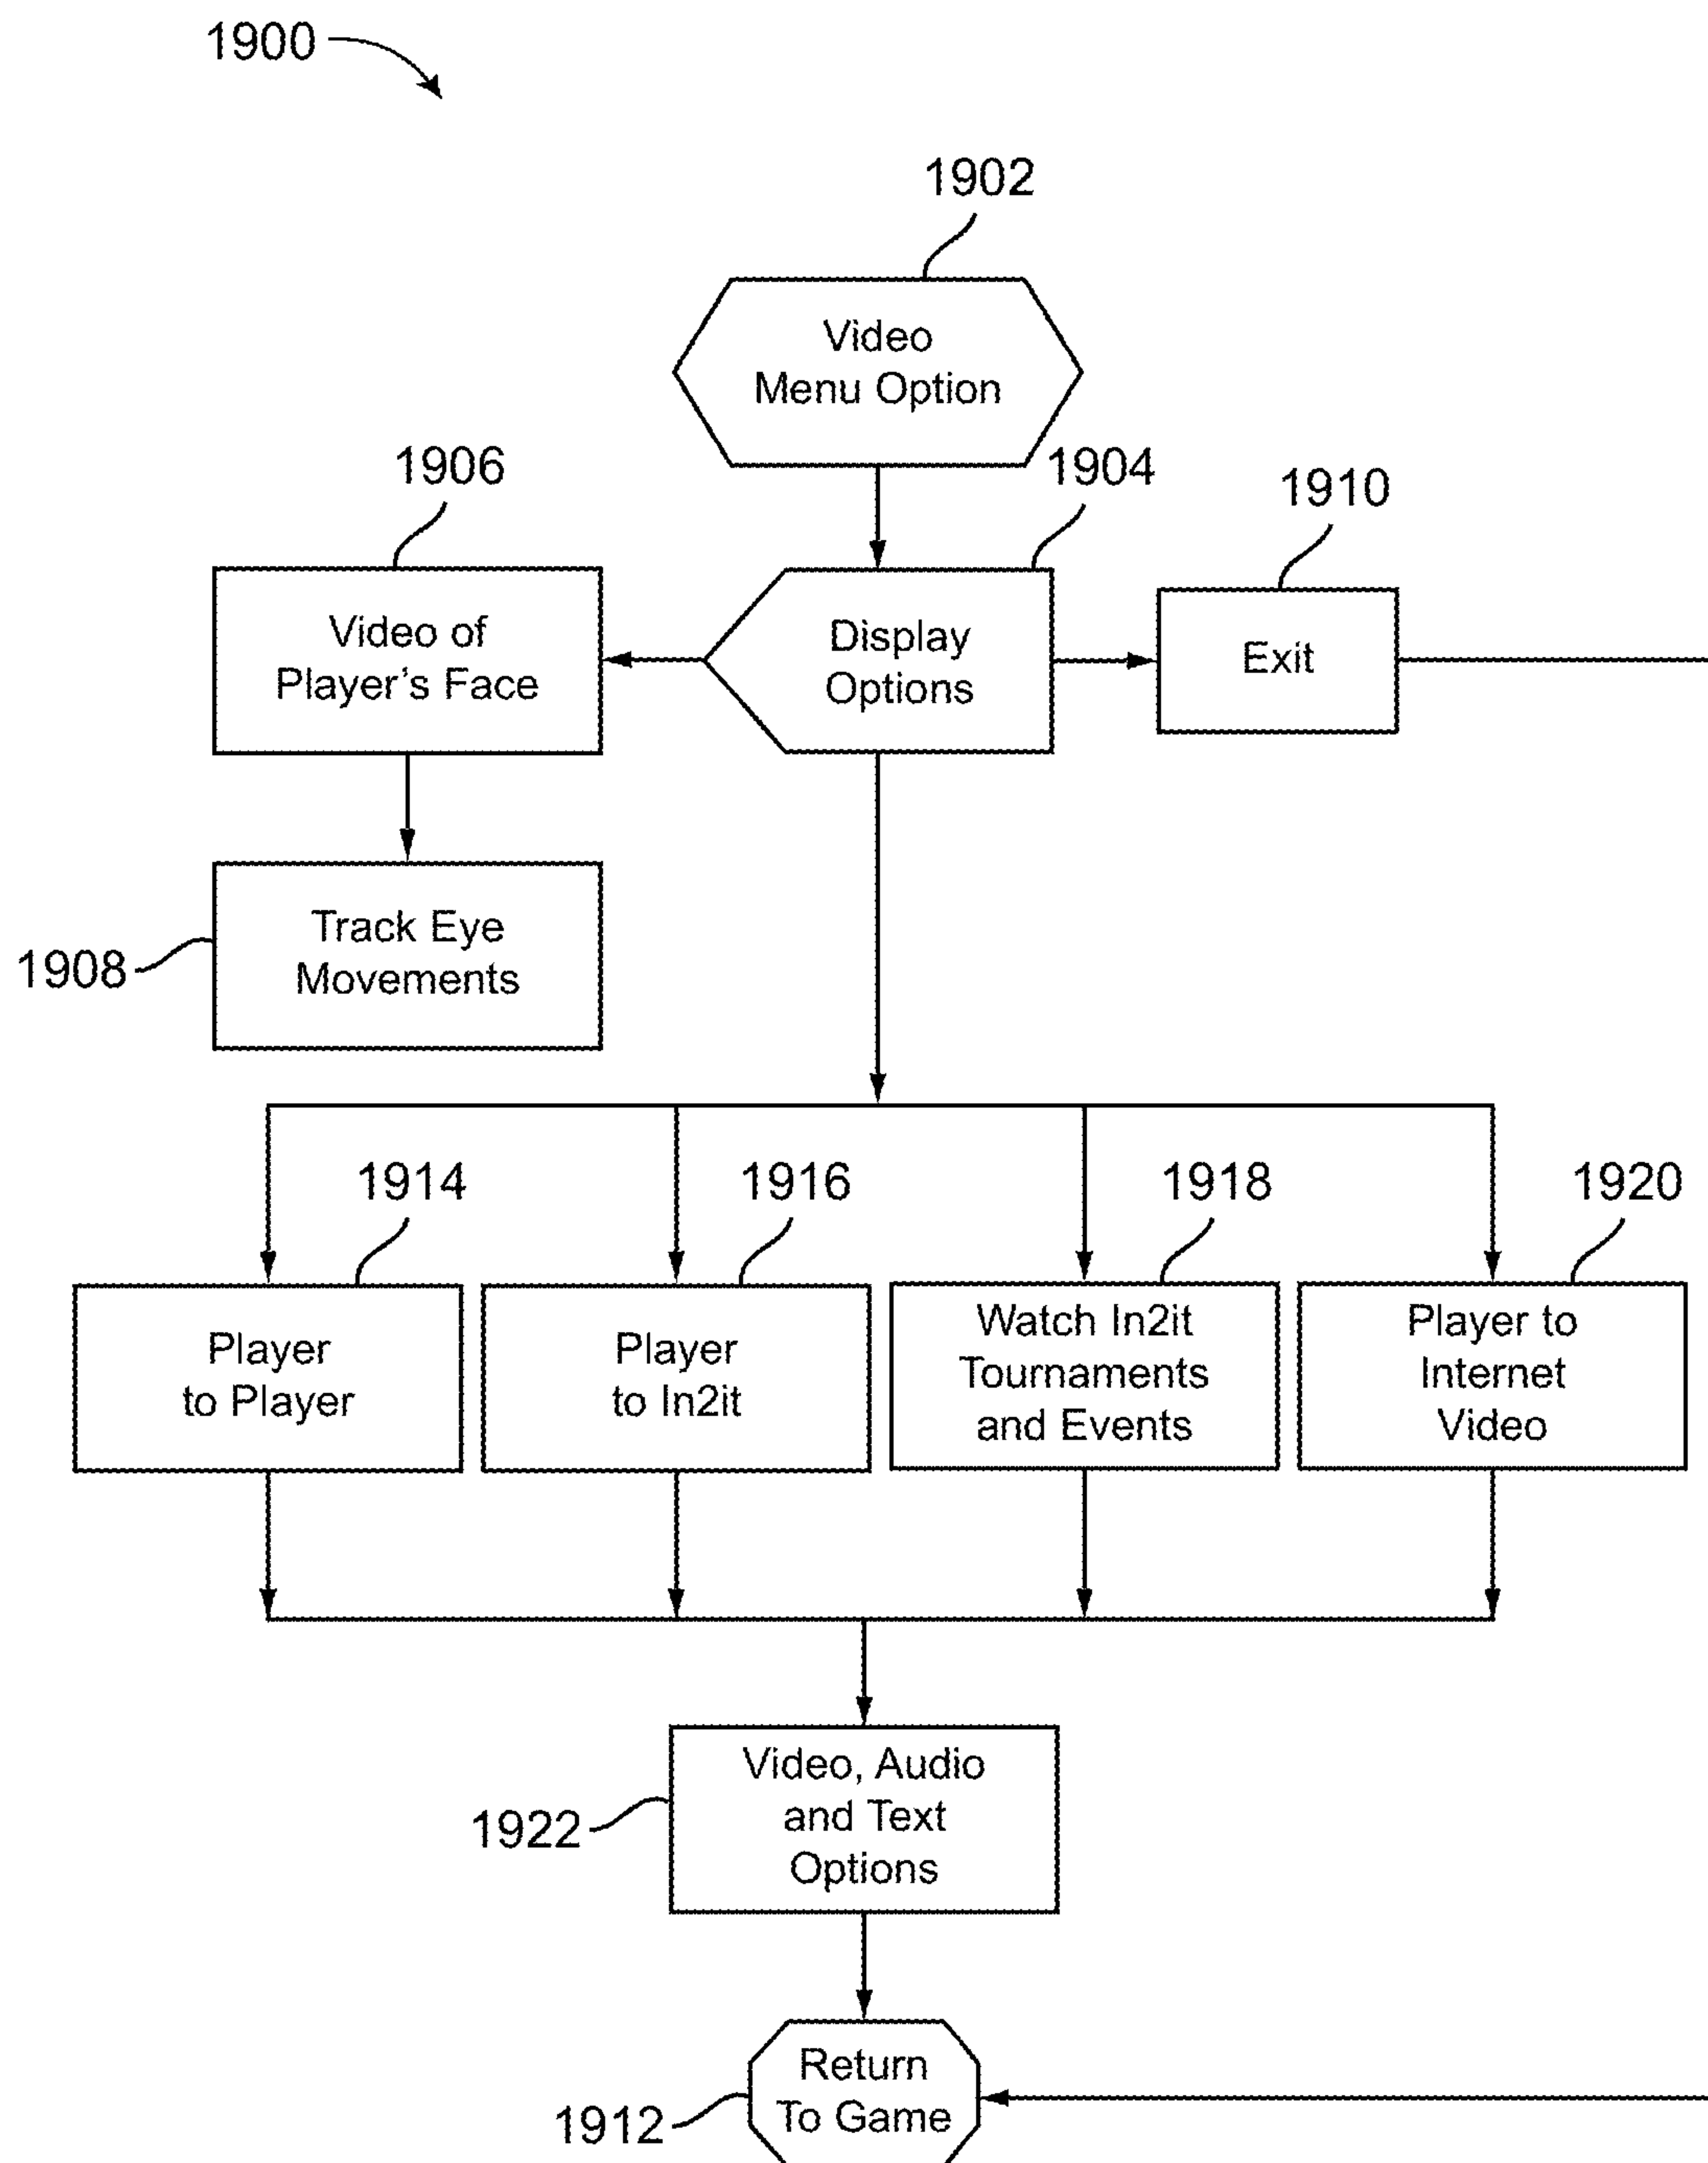 1900
1902
Video
Menu Option
1906
1904
1910
Video of
Player's Face
Display
Options
Exit
Track Eye
Movements
1908
1914
1916
1918
1920
Player
to Player
Player
to In2it
Watch In2it
Tournaments
and Events
Player to
Internet
Video
Video, Audio
and Text
Options
1922
Return
To Game
1912